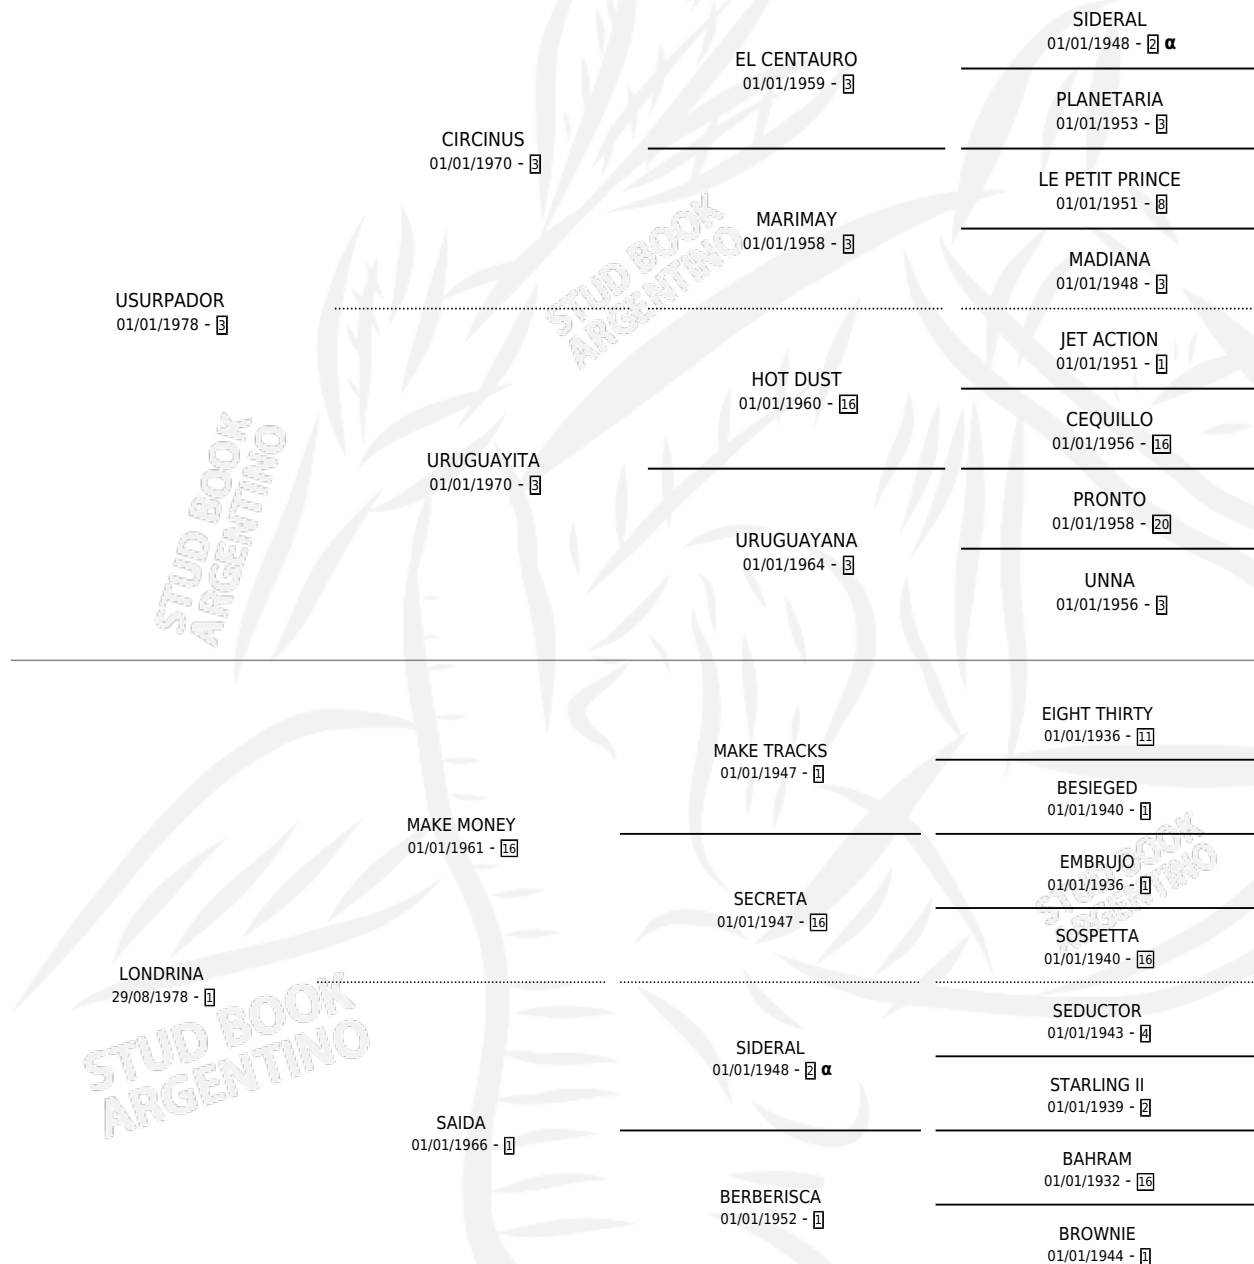 SIDERAL
01/01/1948 - 2 α
EL CENTAURO
01/01/1959 - 3
PLANETARIA
01/01/1953 - 3
CIRCINUS
01/01/1970 - 3
LE PETIT PRINCE
01/01/1951 - 8
MARIMAY
01/01/1958 - 3
MADIANA
01/01/1948 - 3
USURPADOR
01/01/1978 - 3
JET ACTION
01/01/1951 - 1
HOT DUST
01/01/1960 - 16
CEQUILLO
01/01/1956 - 16
URUGUAYITA
01/01/1970 - 3
PRONTO
01/01/1958 - 20
URUGUAYANA
01/01/1964 - 3
UNNA
01/01/1956 - 3
EIGHT THIRTY
01/01/1936 - 11
MAKE TRACKS
01/01/1947 - 1
BESIEGED
01/01/1940 - 1
MAKE MONEY
01/01/1961 - 16
EMBRUJO
01/01/1936 - 1
SECRETA
01/01/1947 - 16
SOSPETTA
01/01/1940 - 16
LONDRINA
29/08/1978 - 1
SEDUCTOR
01/01/1943 - 4
SIDERAL
01/01/1948 - 2 α
STARLING II
01/01/1939 - 2
SAIDA
01/01/1966 - 1
BAHRAM
01/01/1932 - 16
BERBERISCA
01/01/1952 - 1
BROWNIE
01/01/1944 - 1
STUD BOOK
ARGENTINO
STUD BOOK
ARGENTINO
STUD BOOK
ARGENTINO
STUD BOOK
ARGENTINO